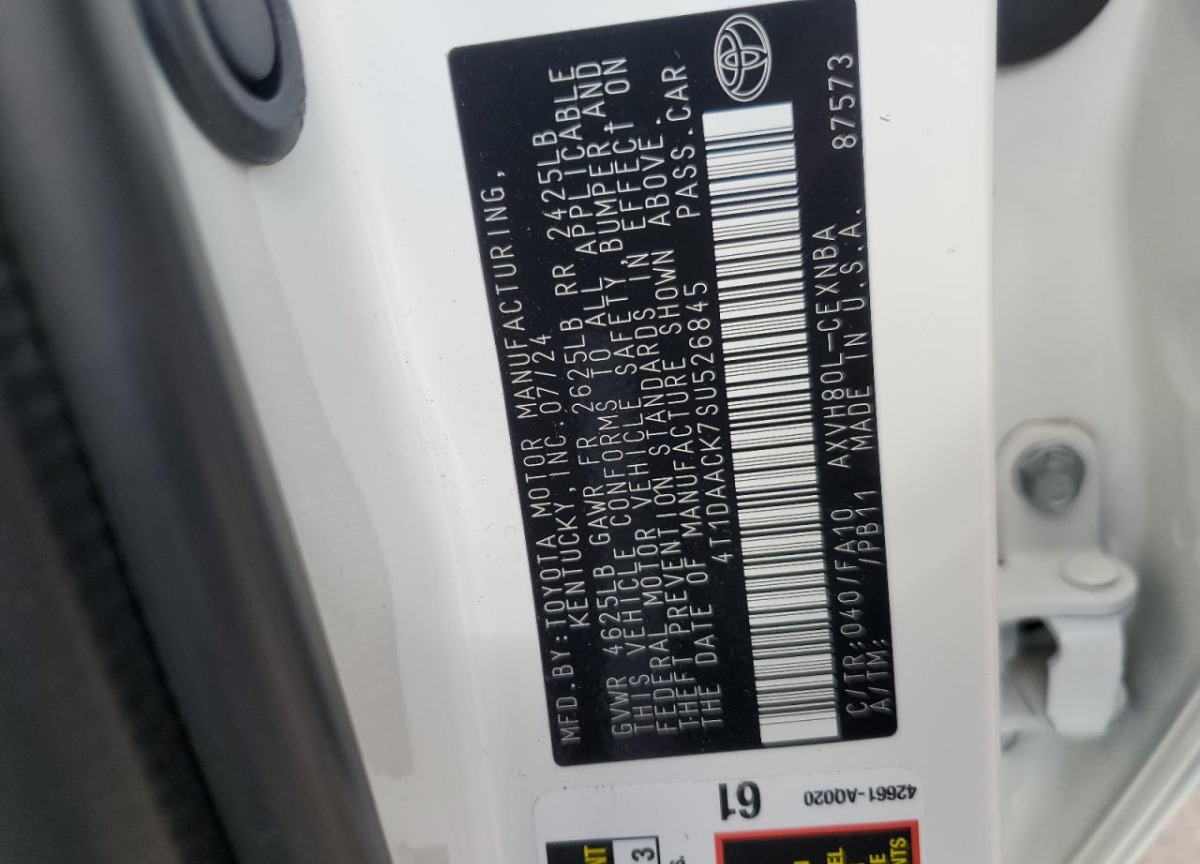 MFD.BY:TOYOTA MOTOR MANUFACTURING,
KENTUCKY,INC.07/24
GVWR 4625LB GAWR FR 2625LB RR 2425LB
THIS VEHICLE CONFORMS TO ALL APPLICABLE
FEDERAL MOTOR VEHICLE SAFETY,BUMPER,AND
THEFT PREVENTION STANDARDS IN EFFECT ON
THE DATE OF MANUFACTURE SHOWN ABOVE.
4T1DAACK7SU526845 PASS.CAR
C/TR:040/FA10 AXVH80L-CEXNBA 87573
A/TM: /PB11 MADE IN U.S.A.
61
42661-AQ020
3